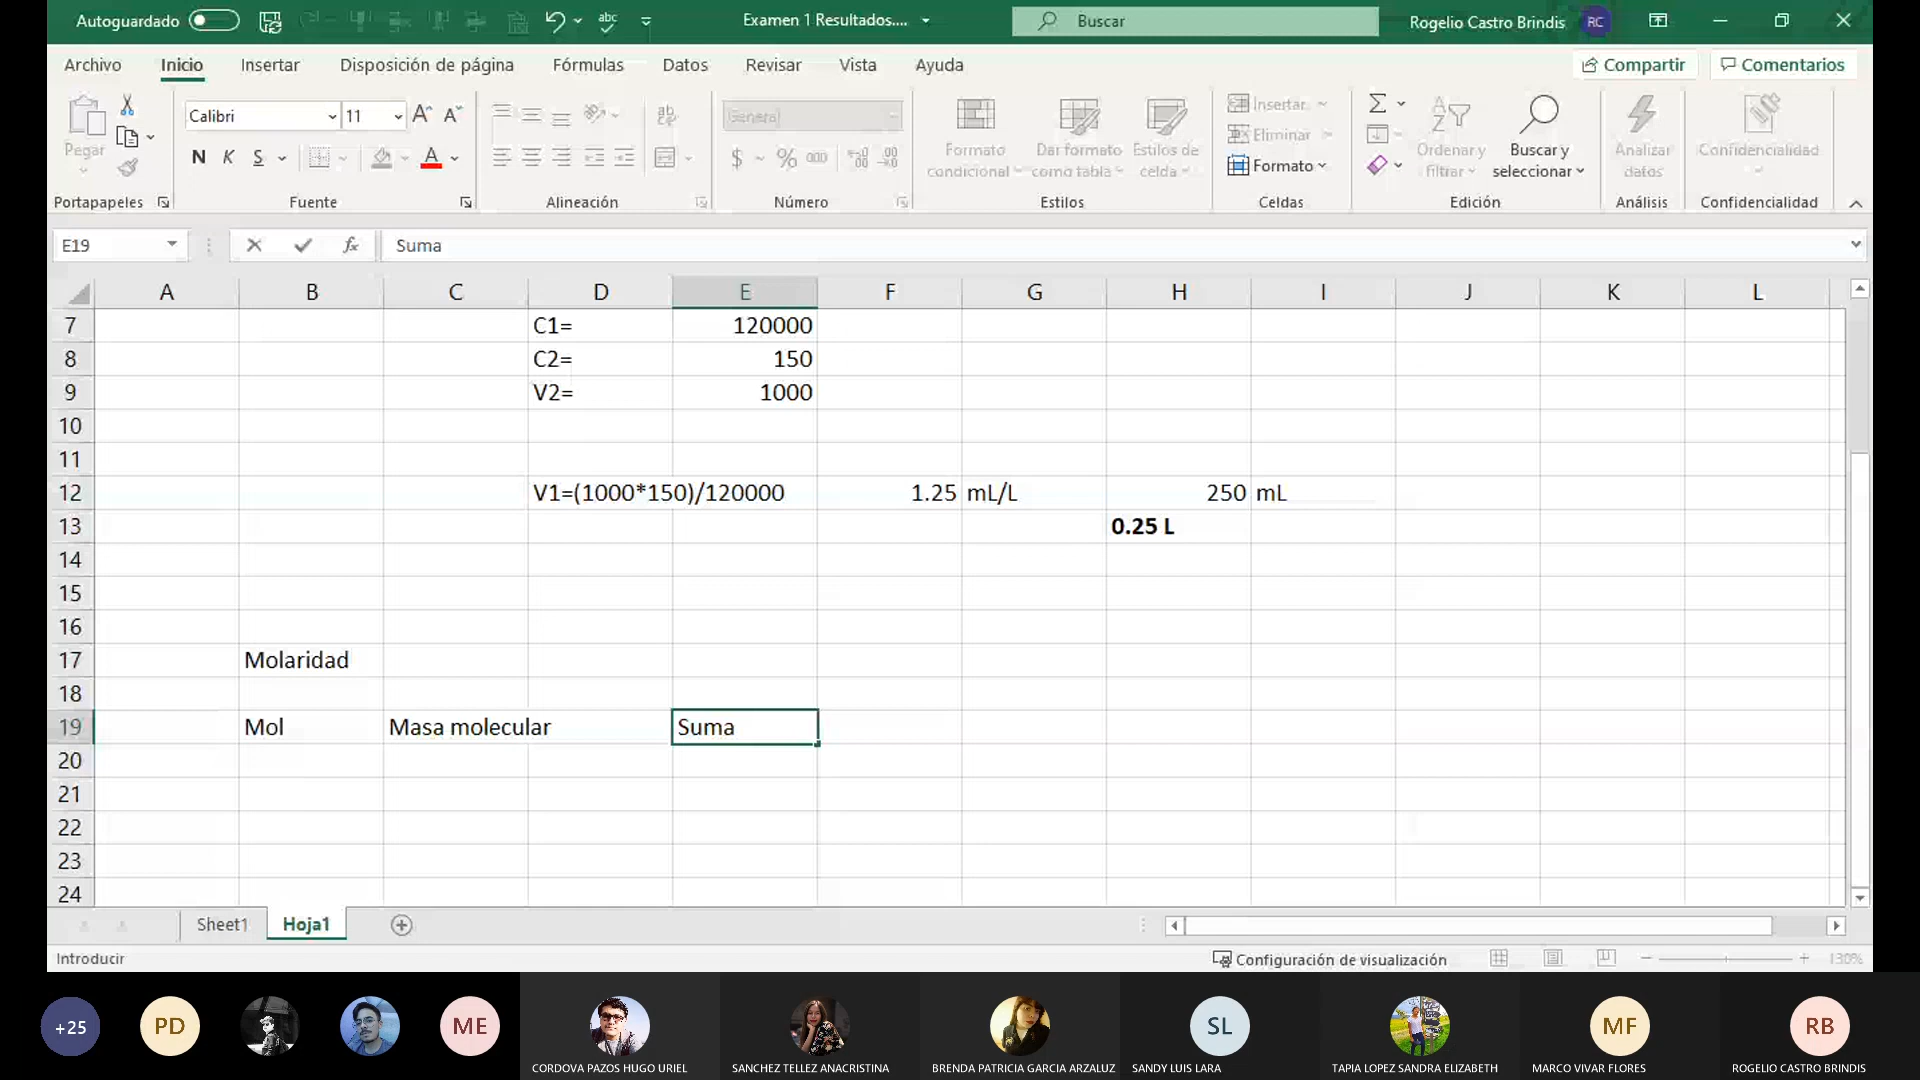 Autoguardado
Examen 1 Resultados....
Buscar
Rogelio Castro Brindis
RC
Archivo
Inicio
Insertar
Disposición de página
Fórmulas
Datos
Revisar
Vista
Ayuda
Compartir
Comentarios
Pegar
Calibri
11
N K S
General
$ % 000
Formato condicional
Dar formato como tabla
Estilos de celda
Insertar
Eliminar
Formato
Ordenar y filtrar
Buscar y seleccionar
Analizar datos
Confidencialidad
Portapapeles
Fuente
Alineación
Número
Estilos
Celdas
Edición
Análisis
Confidencialidad
E19
fx
Suma
A B C D E F G H I J K L
7 C1= 120000
8 C2= 150
9 V2= 1000
10
11
12 V1=(1000*150)/120000 1.25 mL/L 250 mL
13 0.25 L
14
15
16
17 Molaridad
18
19 Mol Masa molecular Suma
20
21
22
23
24
Sheet1
Hoja1
Introducir
Configuración de visualización
130%
+25
PD
ME
SL
MF
RB
CORDOVA PAZOS HUGO URIEL
SANCHEZ TELLEZ ANACRISTINA
BRENDA PATRICIA GARCIA ARZALUZ
SANDY LUIS LARA
TAPIA LOPEZ SANDRA ELIZABETH
MARCO VIVAR FLORES
ROGELIO CASTRO BRINDIS